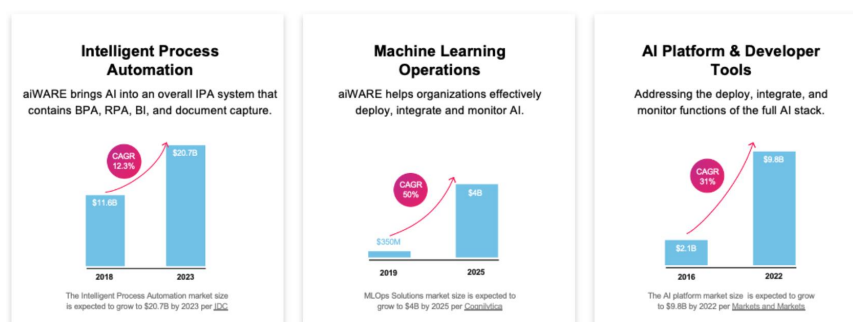 Intelligent Process
Automation
aiWARE brings AI into an overall IPA system that
contains BPA, RPA, BI, and document capture.
CAGR
12.3%
$20.7B
$11.6B
2018
2023
The Intelligent Process Automation market size
is expected to grow to $20.7B by 2023 per IDC
Machine Learning
Operations
aiWARE helps organizations effectively
deploy, integrate and monitor AI.
CAGR
50%
$4B
$350M
2019
2025
MLOps Solutions market size is expected to
grow to $4B by 2025 per Cognilytica
AI Platform & Developer
Tools
Addressing the deploy, integrate, and
monitor functions of the full AI stack.
$9.8B
CAGR
31%
$2.1B
2016
2022
The AI platform market size is expected to grow
to $9.8B by 2022 per Markets and Markets